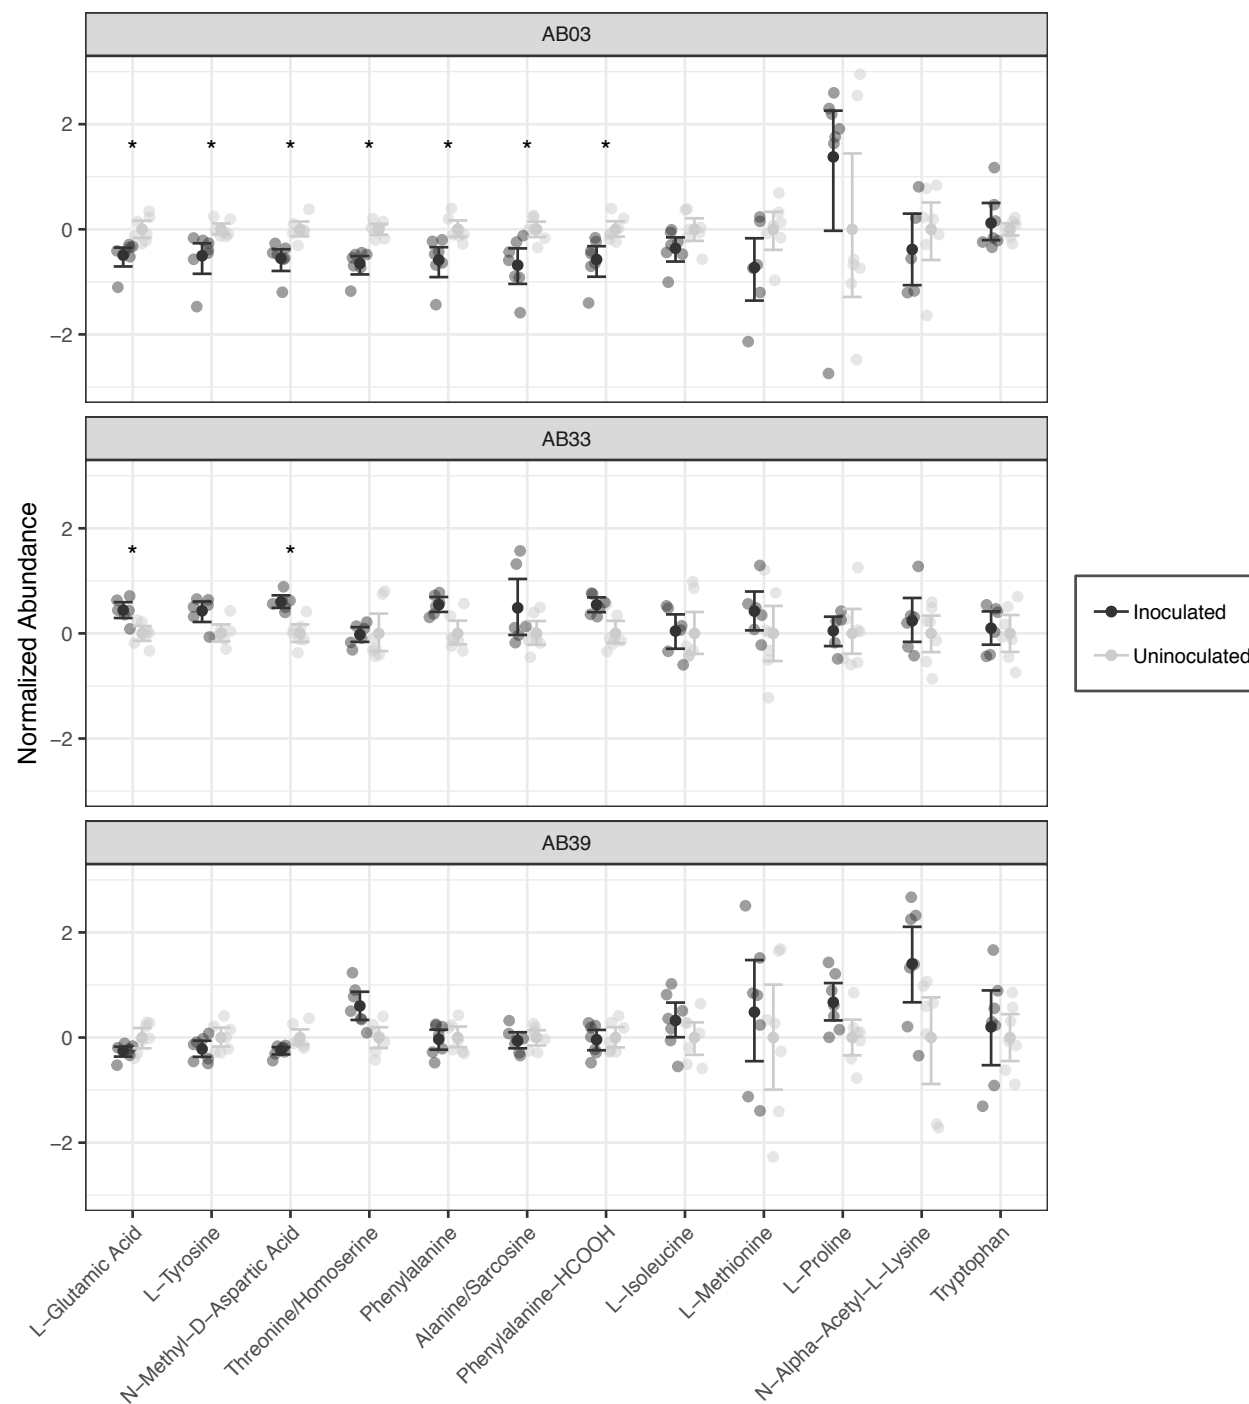 AB03
2
* * * * * * *
0
−2
AB33
2
* *
0
−2
AB39
2
0
−2
Normalized Abundance
Inoculated
Uninoculated
L−Glutamic Acid
L−Tyrosine
N−Methyl−D−Aspartic Acid
Threonine/Homoserine
Phenylalanine
Alanine/Sarcosine
Phenylalanine−HCOOH
L−Isoleucine
L−Methionine
L−Proline
N−Alpha−Acetyl−L−Lysine
Tryptophan